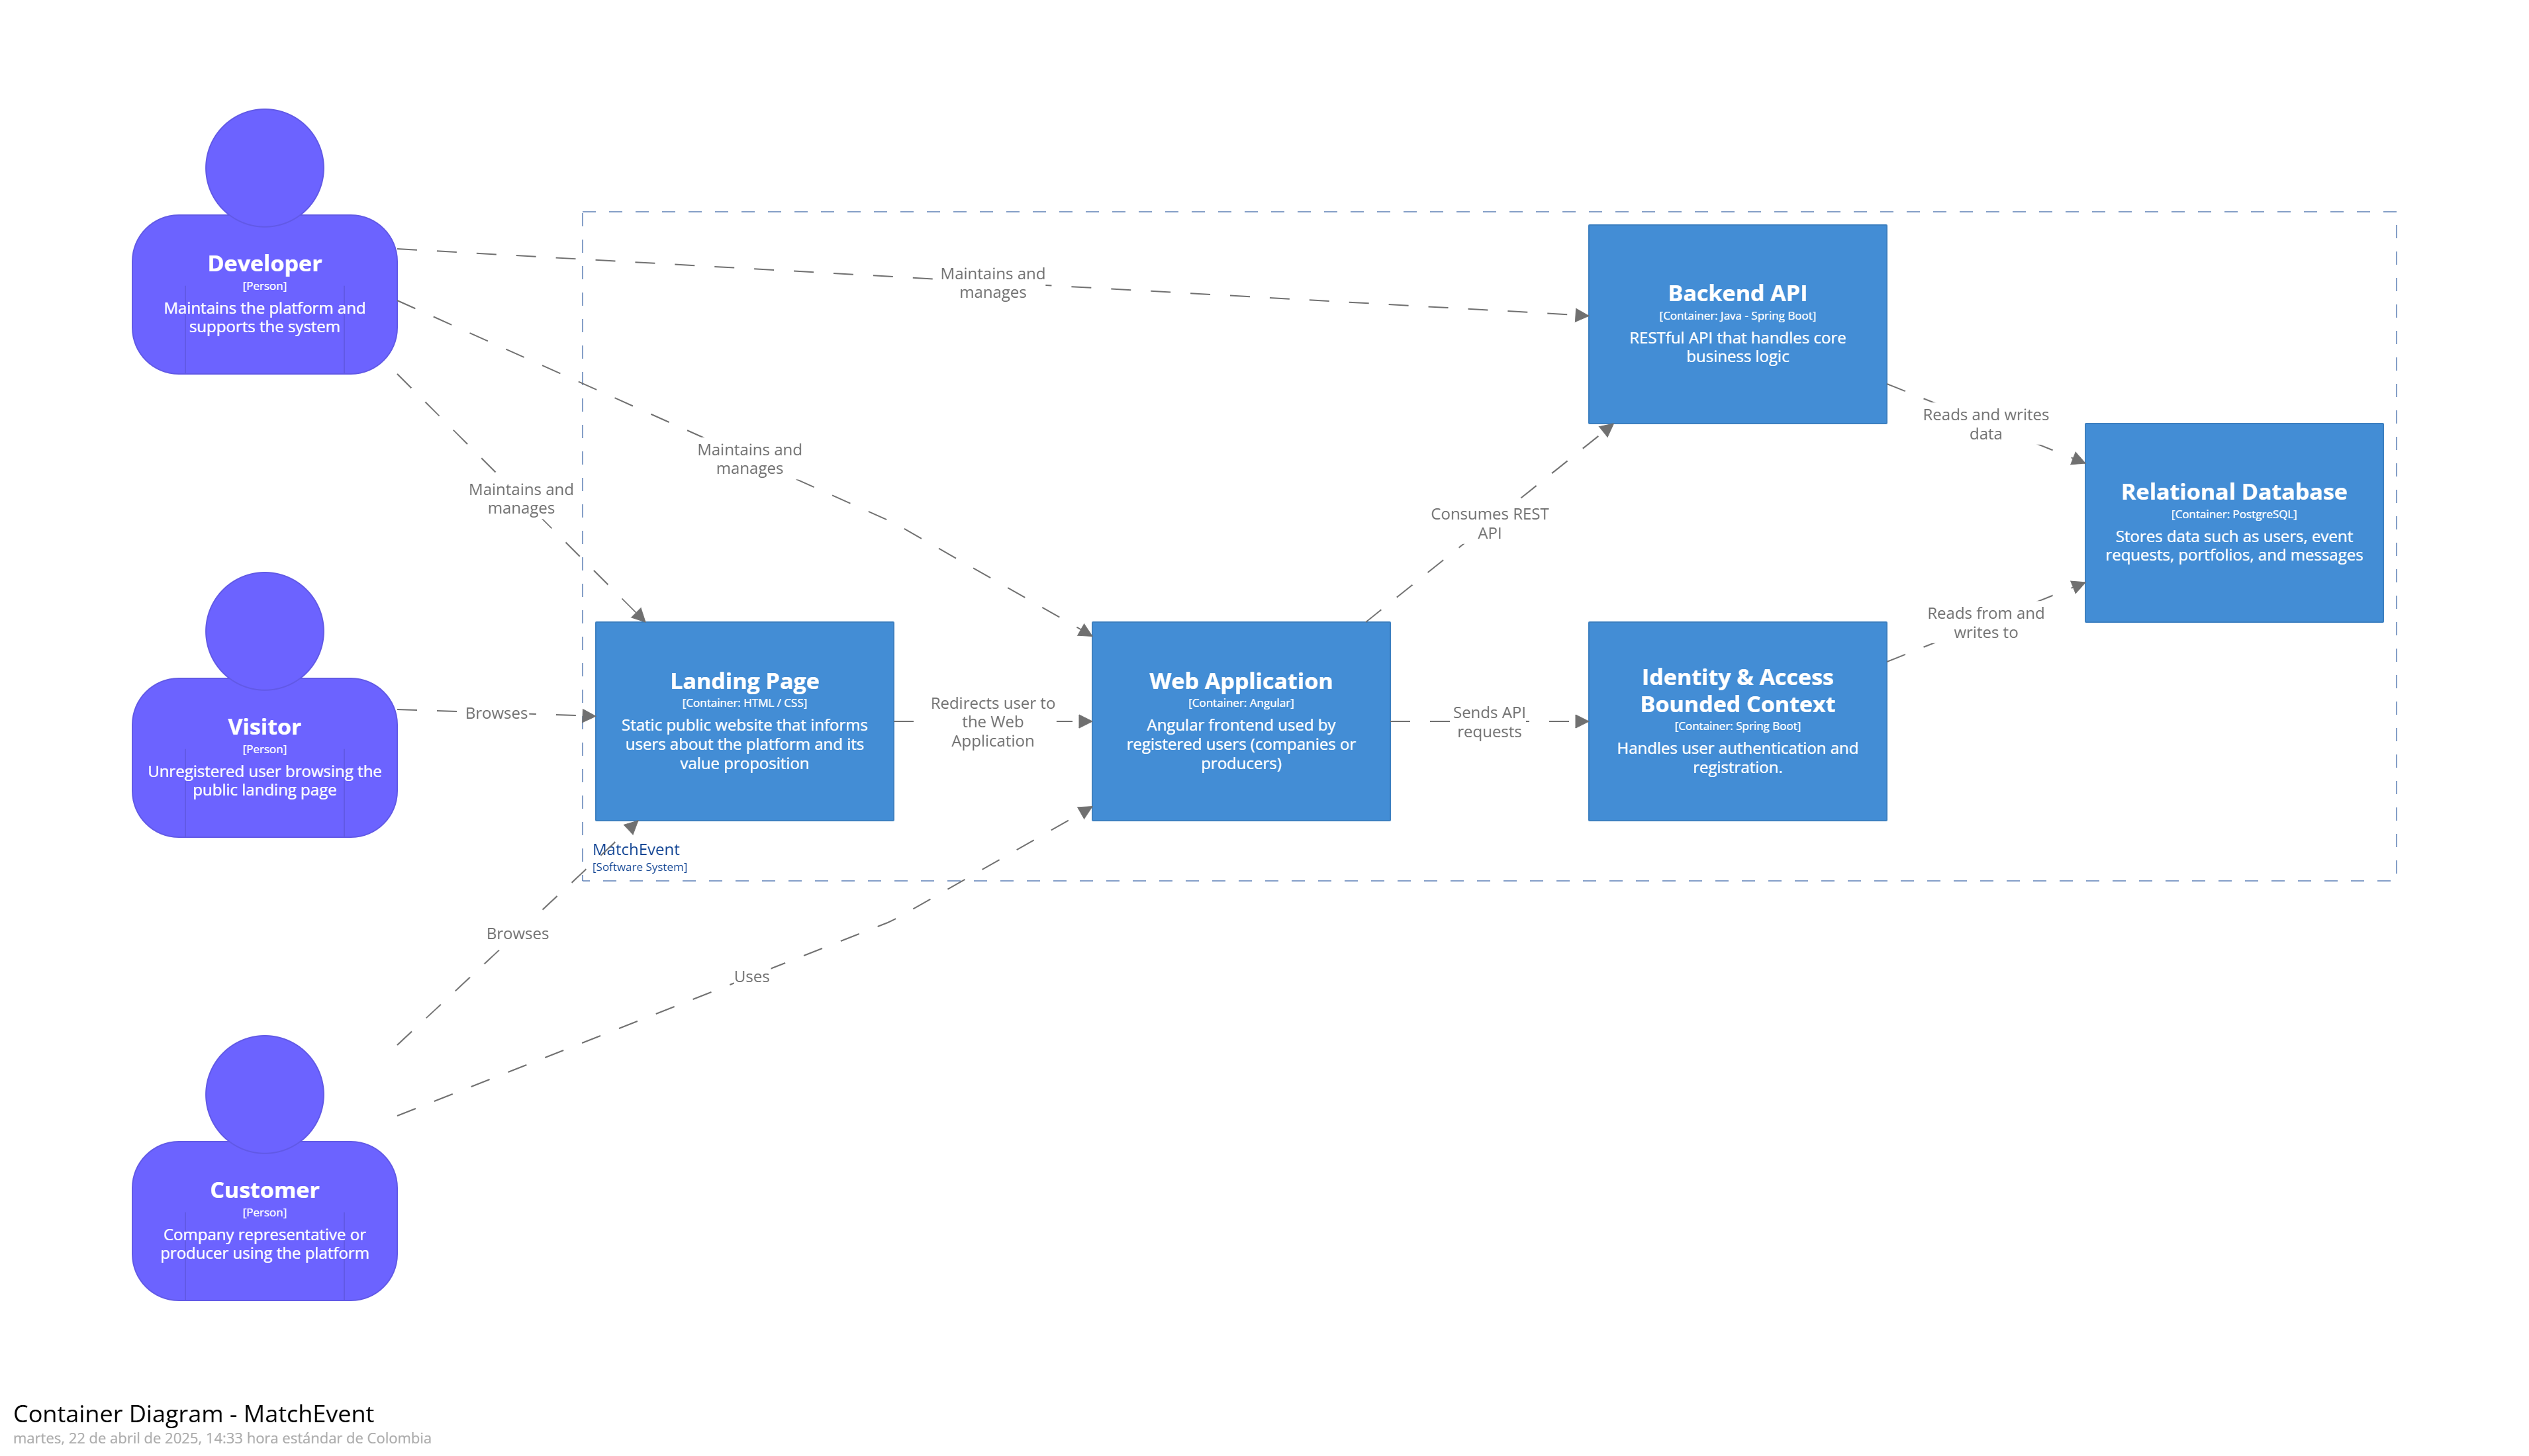 Developer
[Person]
Maintains the platform and
supports the system
Maintains and
manages
Maintains and
manages
Maintains and
manages
Backend API
[Container: Java - Spring Boot]
RESTful API that handles core
business logic
Reads and writes
data
Relational Database
[Container: PostgreSQL]
Stores data such as users, event
requests, portfolios, and messages
Consumes REST
API
Reads from and
writes to
Visitor
[Person]
Unregistered user browsing the
public landing page
Browses
Landing Page
[Container: HTML / CSS]
Static public website that informs
users about the platform and its
value proposition
Redirects user to
the Web
Application
Web Application
[Container: Angular]
Angular frontend used by
registered users (companies or
producers)
Sends API
requests
Identity & Access
Bounded Context
[Container: Spring Boot]
Handles user authentication and
registration.
MatchEvent
[Software System]
Browses
Uses
Customer
[Person]
Company representative or
producer using the platform
Container Diagram - MatchEvent
martes, 22 de abril de 2025, 14:33 hora estándar de Colombia